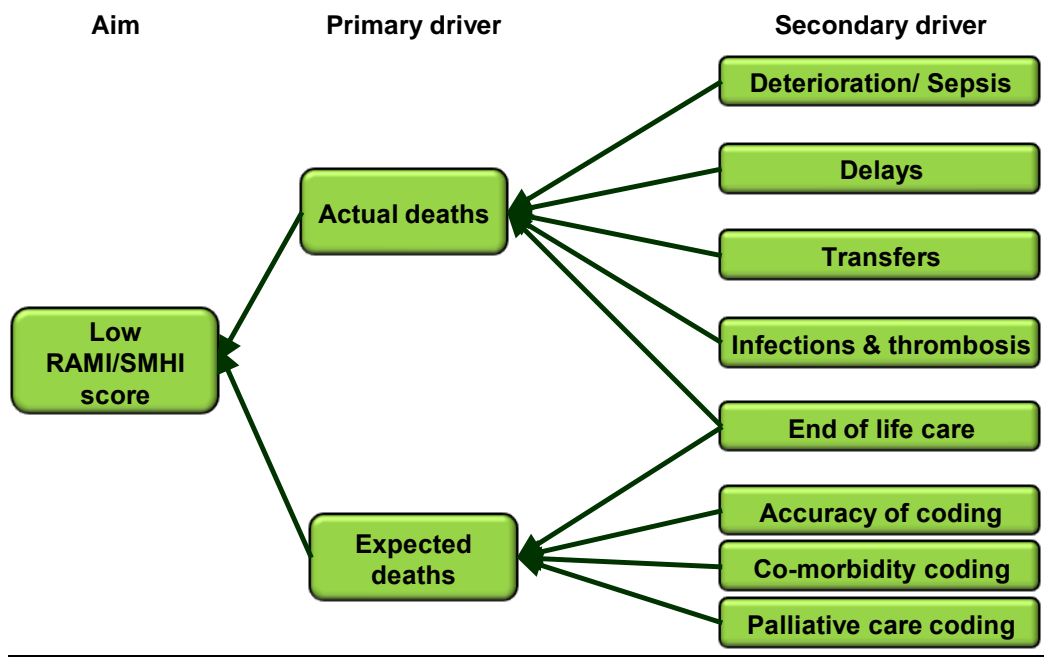 Aim
Primary driver
Secondary driver
Deterioration/ Sepsis
Delays
Actual deaths
Transfers
Low
RAMI/SMHI
score
Infections & thrombosis
End of life care
Expected
deaths
Accuracy of coding
Co-morbidity coding
Palliative care coding